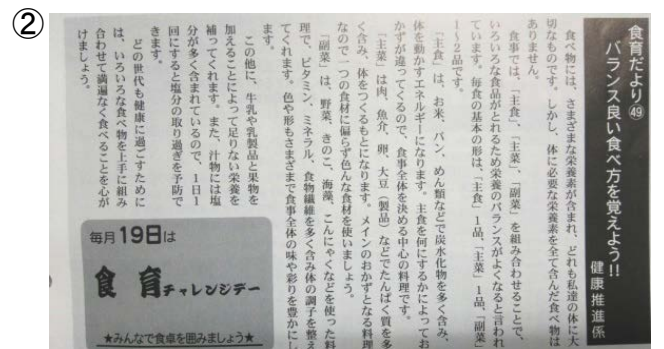 ②
食育だより㊾
バランス良い食べ方を覚えよう!!
健康推進係
食べ物には、さまざまな栄養素が含まれ、どれも私達の体に大
切なものです。しかし、体に必要な栄養素を全て含んだ食べ物は
ありません。
食事では、「主食」、「主菜」、「副菜」を組み合わせることで、
いろいろな食品がとれるため栄養のバランスがよくなると言われ
ています。毎食の基本の形は、「主食」1品、「主菜」1品、「副菜」
1～2品です。
「主食」は、お米、パン、めん類などで炭水化物を多く含み、
体を動かすエネルギーになります。主食を何にするかによってお
かずが違ってくるので、食事全体を決める中心の料理です。
「主菜」は肉、魚介、卵、大豆(製品)などでたんぱく質を多
く含み、体をつくるもとになります。メインのおかずとなる料理
なので一つの食材に偏らず色んな食材を使いましょう。
「副菜」は、野菜、きのこ、海藻、こんにゃくなどを使った料
理で、ビタミン、ミネラル、食物繊維を多く含み体の調子を整え
てくれます。色や形もさまざまで食事全体の味や彩りを豊かにし
ます。
この他に、牛乳や乳製品と果物を
加えることによって足りない栄養を
補ってくれます。また、汁物には塩
分が多く含まれているので、1日1
回にすると塩分の取り過ぎを予防で
きます。
どの世代も健康に過ごすために
は、いろいろな食べ物を上手に組み
合わせて満遍なく食べることを心が
けましょう。
毎月19日は
食育チャレンジデー
★みんなで食卓を囲みましょう★